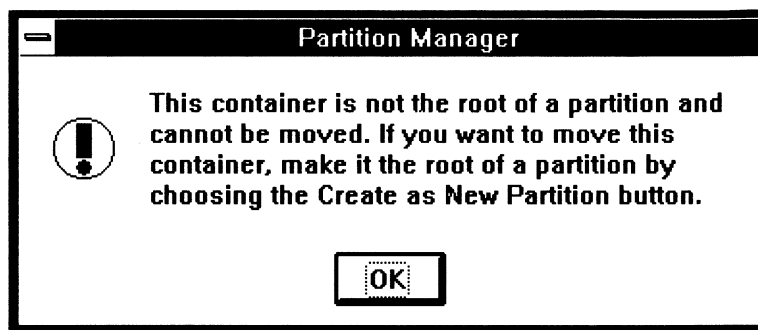 Partition Manager
This container is not the root of a partition and
cannot be moved. If you want to move this
container, make it the root of a partition by
choosing the Create as New Partition button.
OK